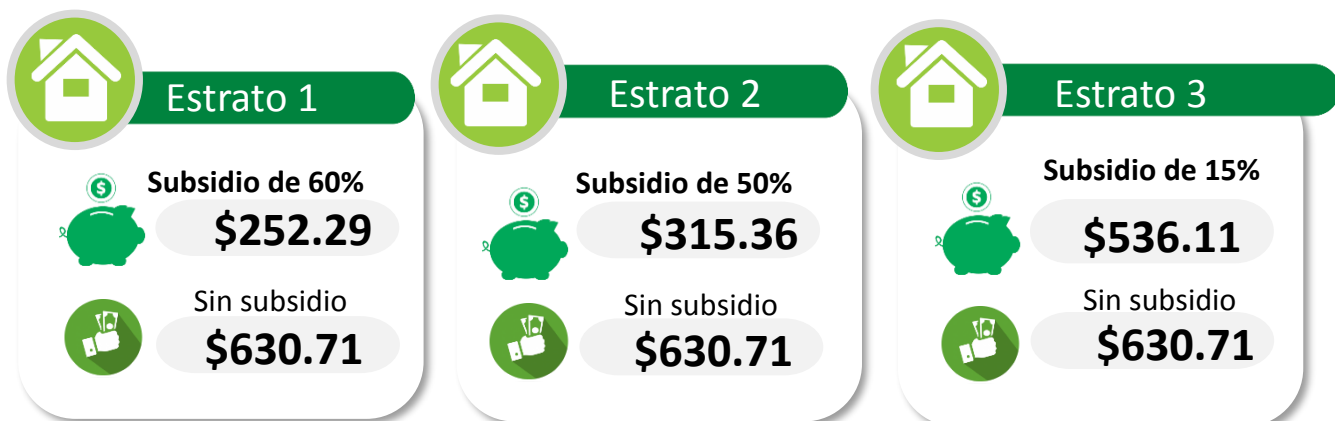 Estrato 1
Subsidio de 60%
$252.29
Sin subsidio
$630.71
Estrato 2
Subsidio de 50%
$315.36
Sin subsidio
$630.71
Estrato 3
Subsidio de 15%
$536.11
Sin subsidio
$630.71